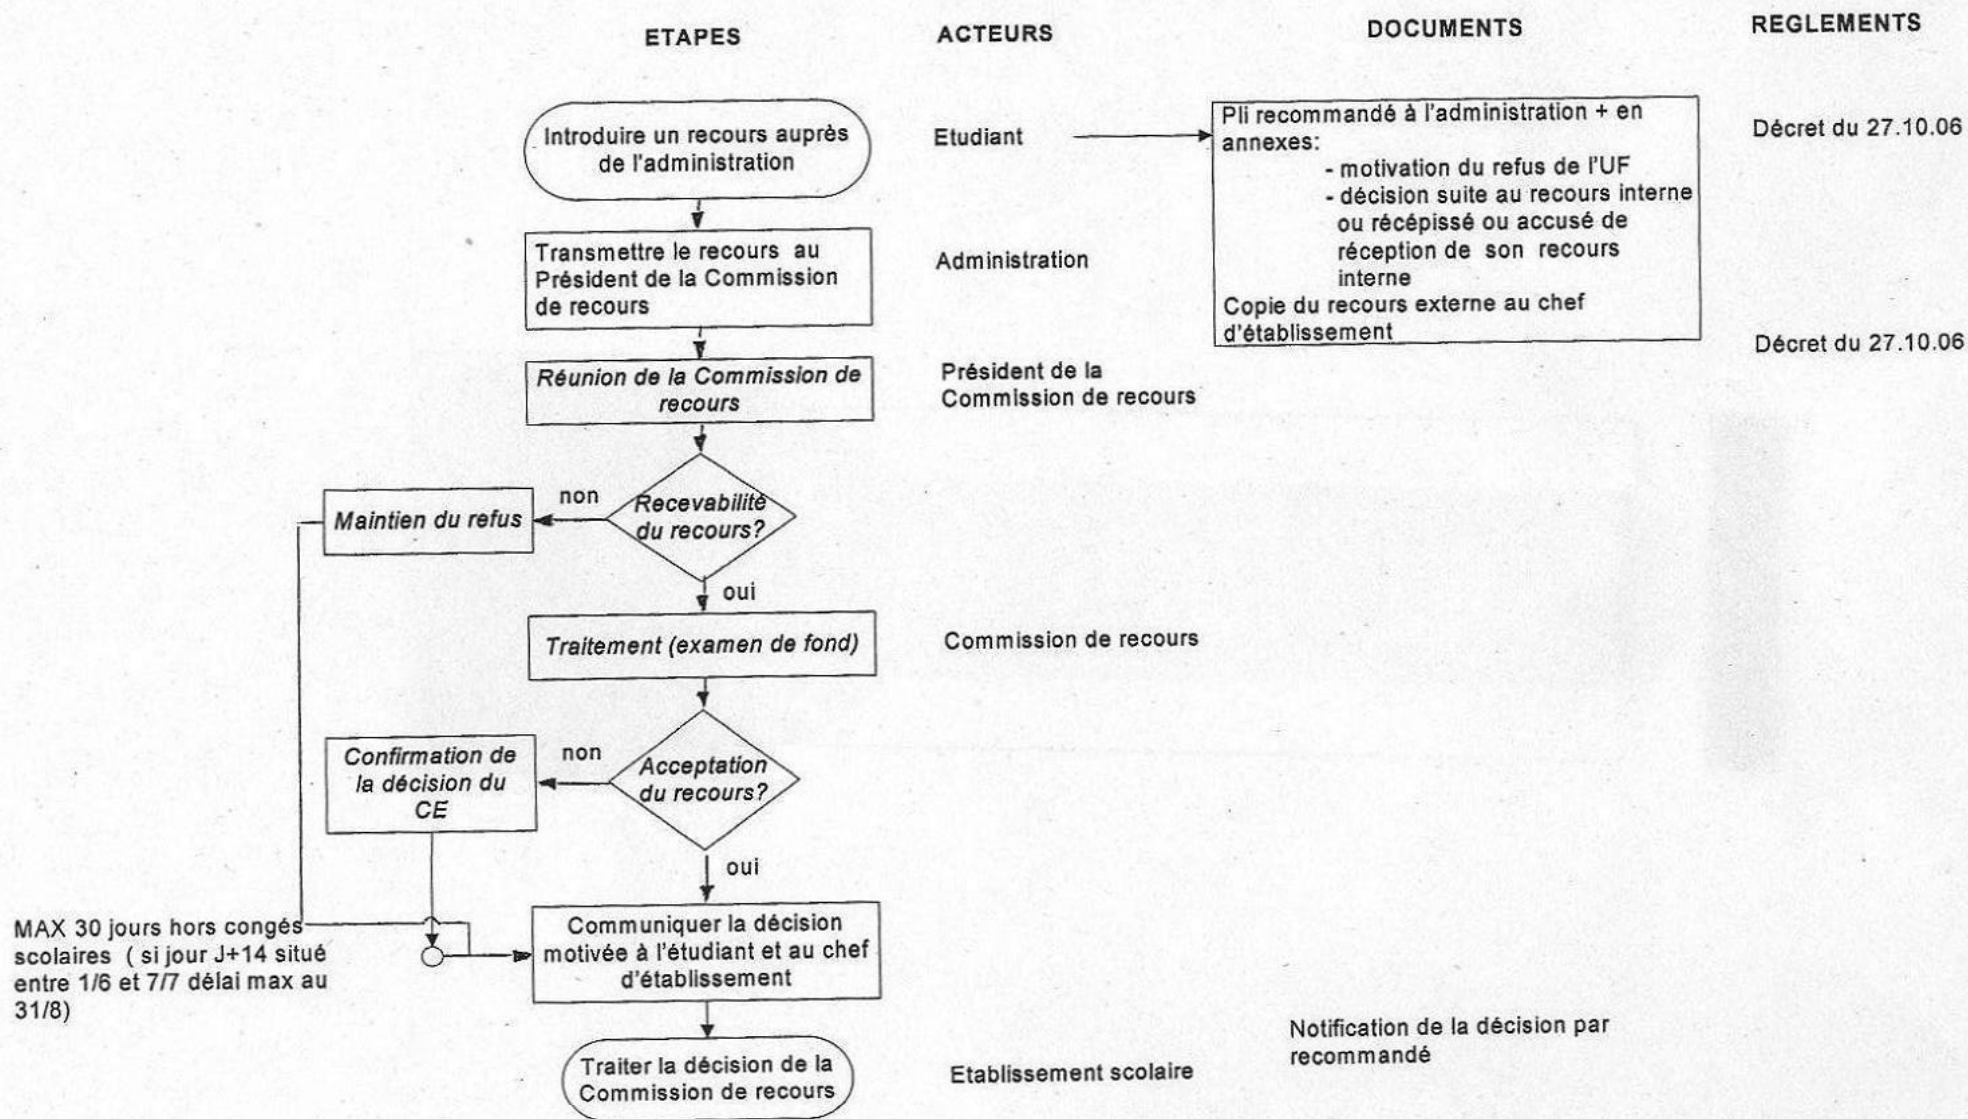 ETAPES
ACTEURS
DOCUMENTS
REGLEMENTS
Introduire un recours auprès
de l'administration
Etudiant
Pli recommandé à l'administration + en
annexes:
- motivation du refus de l'UF
- décision suite au recours interne
ou récépissé ou accusé de
réception de son recours
interne
Copie du recours externe au chef
d'établissement
Décret du 27.10.06
Transmettre le recours au
Président de la Commission
de recours
Administration
Décret du 27.10.06
Réunion de la Commission de
recours
Président de la
Commission de recours
Recevabilité
du recours?
non
Maintien du refus
oui
Traitement (examen de fond)
Commission de recours
Acceptation
du recours?
non
Confirmation de
la décision du
CE
oui
MAX 30 jours hors congés
scolaires ( si jour J+14 situé
entre 1/6 et 7/7 délai max au
31/8)
Communiquer la décision
motivée à l'étudiant et au chef
d'établissement
Notification de la décision par
recommandé
Traiter la décision de la
Commission de recours
Etablissement scolaire